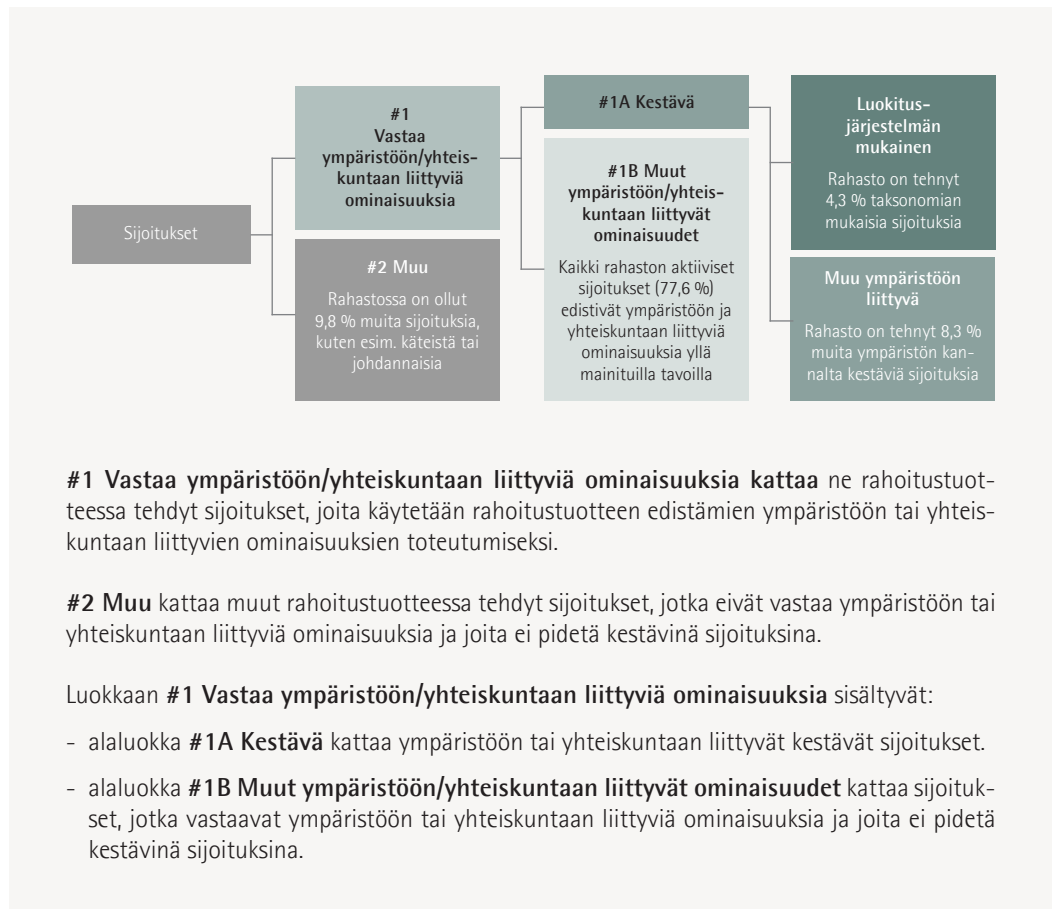 Sijoitukset
#1
Vastaa
ympäristöön/yhteis-
kuntaan liittyviä
ominaisuuksia
#2 Muu
Rahastossa on ollut
9,8 % muita sijoituksia,
kuten esim. käteistä tai
johdannaisia
#1A Kestävä
#1B Muut
ympäristöön/yhteis-
kuntaan liittyvät
ominaisuudet
Kaikki rahaston aktiiviset
sijoitukset (77,6 %)
edistivät ympäristöön ja
yhteiskuntaan liittyviä
ominaisuuksia yllä
mainituilla tavoilla
Luokitus-
järjestelmän
mukainen
Rahasto on tehnyt
4,3 % taksonomian
mukaisia sijoituksia
Muu ympäristöön
liittyvä
Rahasto on tehnyt 8,3 %
muita ympäristön kan-
nalta kestäviä sijoituksia
#1 Vastaa ympäristöön/yhteiskuntaan liittyviä ominaisuuksia kattaa ne rahoitustuot-
teessa tehdyt sijoitukset, joita käytetään rahoitustuotteen edistämien ympäristöön tai yhteis-
kuntaan liittyvien ominaisuuksien toteutumiseksi.
#2 Muu kattaa muut rahoitustuotteessa tehdyt sijoitukset, jotka eivät vastaa ympäristöön tai
yhteiskuntaan liittyviä ominaisuuksia ja joita ei pidetä kestävinä sijoituksina.
Luokkaan #1 Vastaa ympäristöön/yhteiskuntaan liittyviä ominaisuuksia sisältyvät:
- alaluokka #1A Kestävä kattaa ympäristöön tai yhteiskuntaan liittyvät kestävät sijoitukset.
- alaluokka #1B Muut ympäristöön/yhteiskuntaan liittyvät ominaisuudet kattaa sijoituk-
set, jotka vastaavat ympäristöön tai yhteiskuntaan liittyviä ominaisuuksia ja joita ei pidetä
kestävinä sijoituksina.